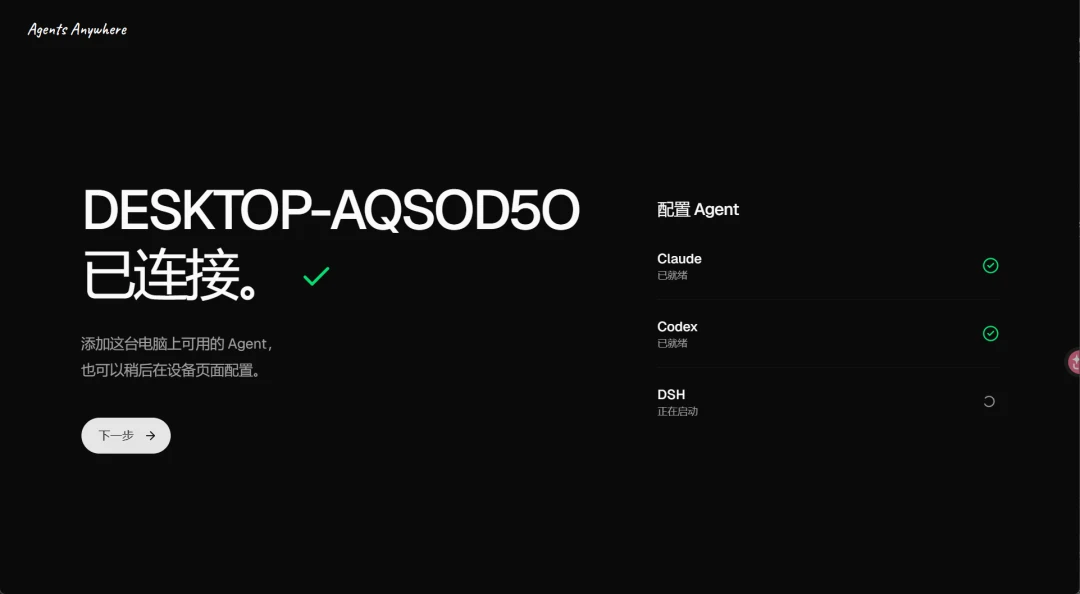 Agents Anywhere
DESKTOP-AQSOD5O
已连接。
添加这台电脑上可用的 Agent，
也可以稍后在设备页面配置。
下一步 →
配置 Agent
Claude
已就绪
Codex
已就绪
DSH
正在启动